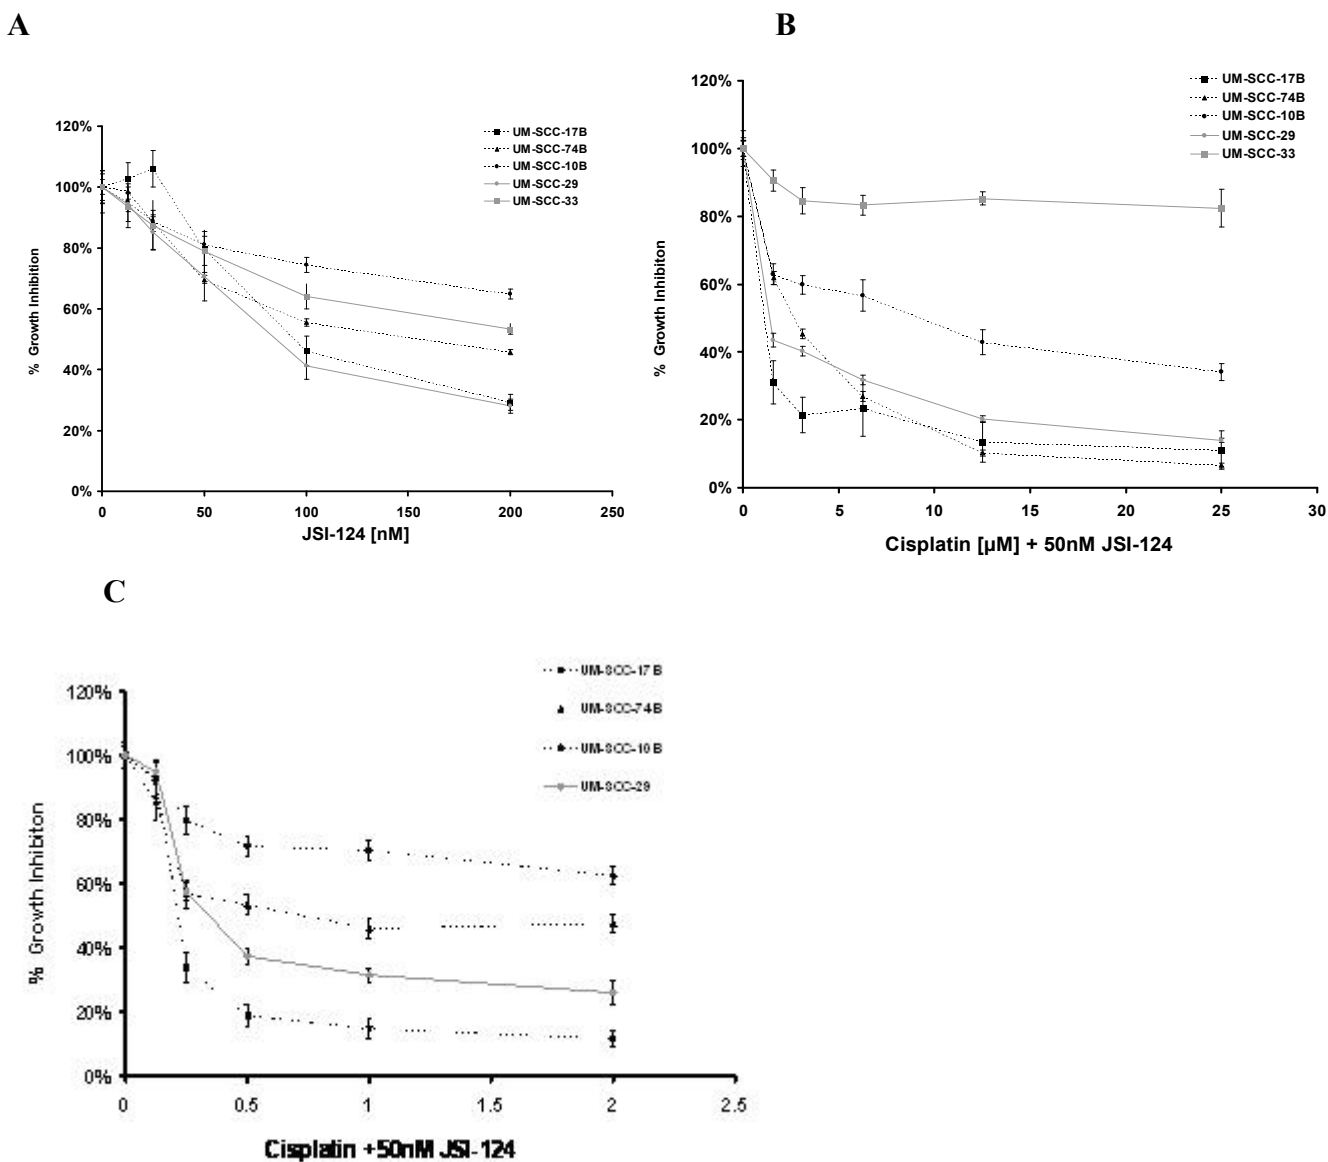 A
B
120%
100%
80%
60%
40%
20%
0%
% Growth Inhibition
0
50
100
150
200
250
JSI-124 [nM]
UM-SCC-17B
UM-SCC-74B
UM-SCC-10B
UM-SCC-29
UM-SCC-33
120%
100%
80%
60%
40%
20%
0%
% Growth Inhibition
0
5
10
15
20
25
30
Cisplatin [µM] + 50nM JSI-124
UM-SCC-17B
UM-SCC-74B
UM-SCC-10B
UM-SCC-29
UM-SCC-33
C
120%
100%
80%
60%
40%
20%
0%
% Growth Inhibiton
0
0.5
1
1.5
2
2.5
Cisplatin +50nM JSI-124
UM-SCC-17B
UM-SCC-74B
UM-SCC-10B
UM-SCC-29